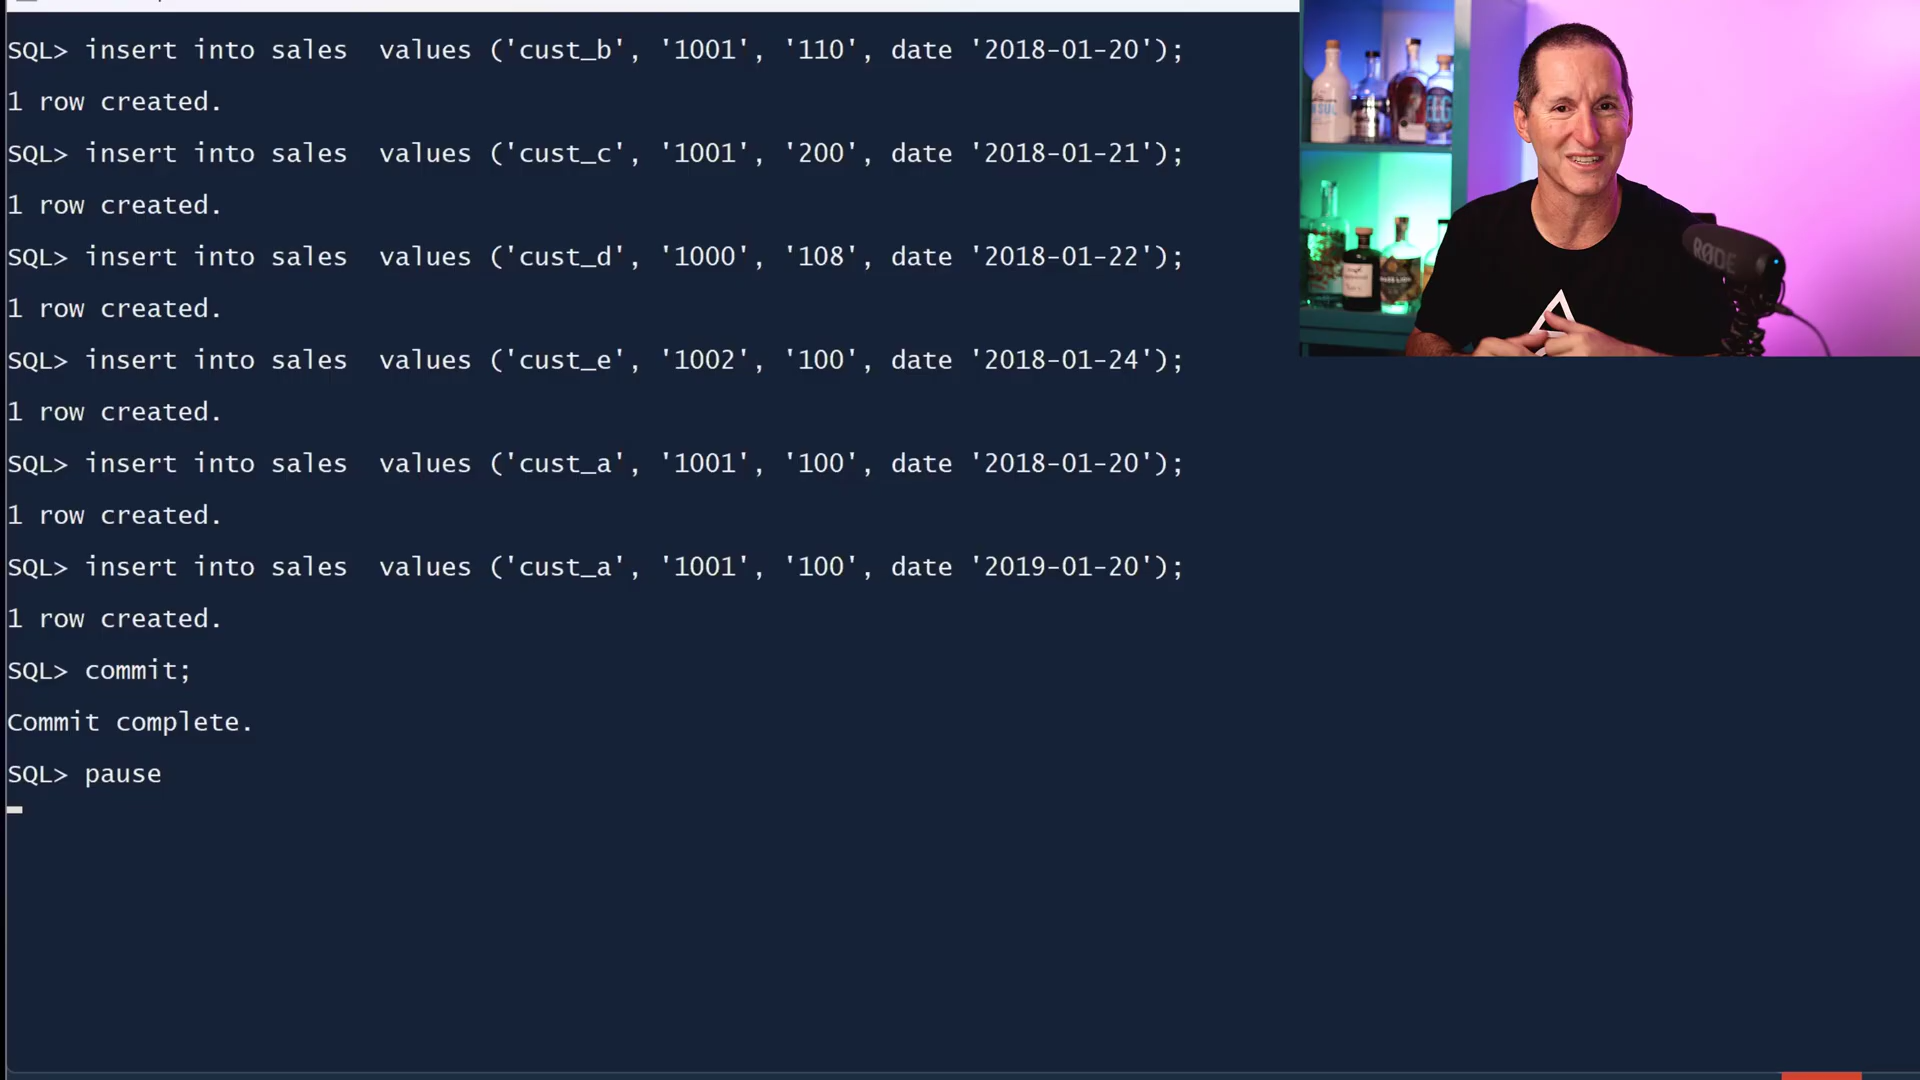 SQL> insert into sales  values ('cust_b', '1001', '110', date '2018-01-20');
1 row created.
SQL> insert into sales  values ('cust_c', '1001', '200', date '2018-01-21');
1 row created.
SQL> insert into sales  values ('cust_d', '1000', '108', date '2018-01-22');
1 row created.
SQL> insert into sales  values ('cust_e', '1002', '100', date '2018-01-24');
1 row created.
SQL> insert into sales  values ('cust_a', '1001', '100', date '2018-01-20');
1 row created.
SQL> insert into sales  values ('cust_a', '1001', '100', date '2019-01-20');
1 row created.
SQL> commit;
Commit complete.
SQL> pause
RØDE